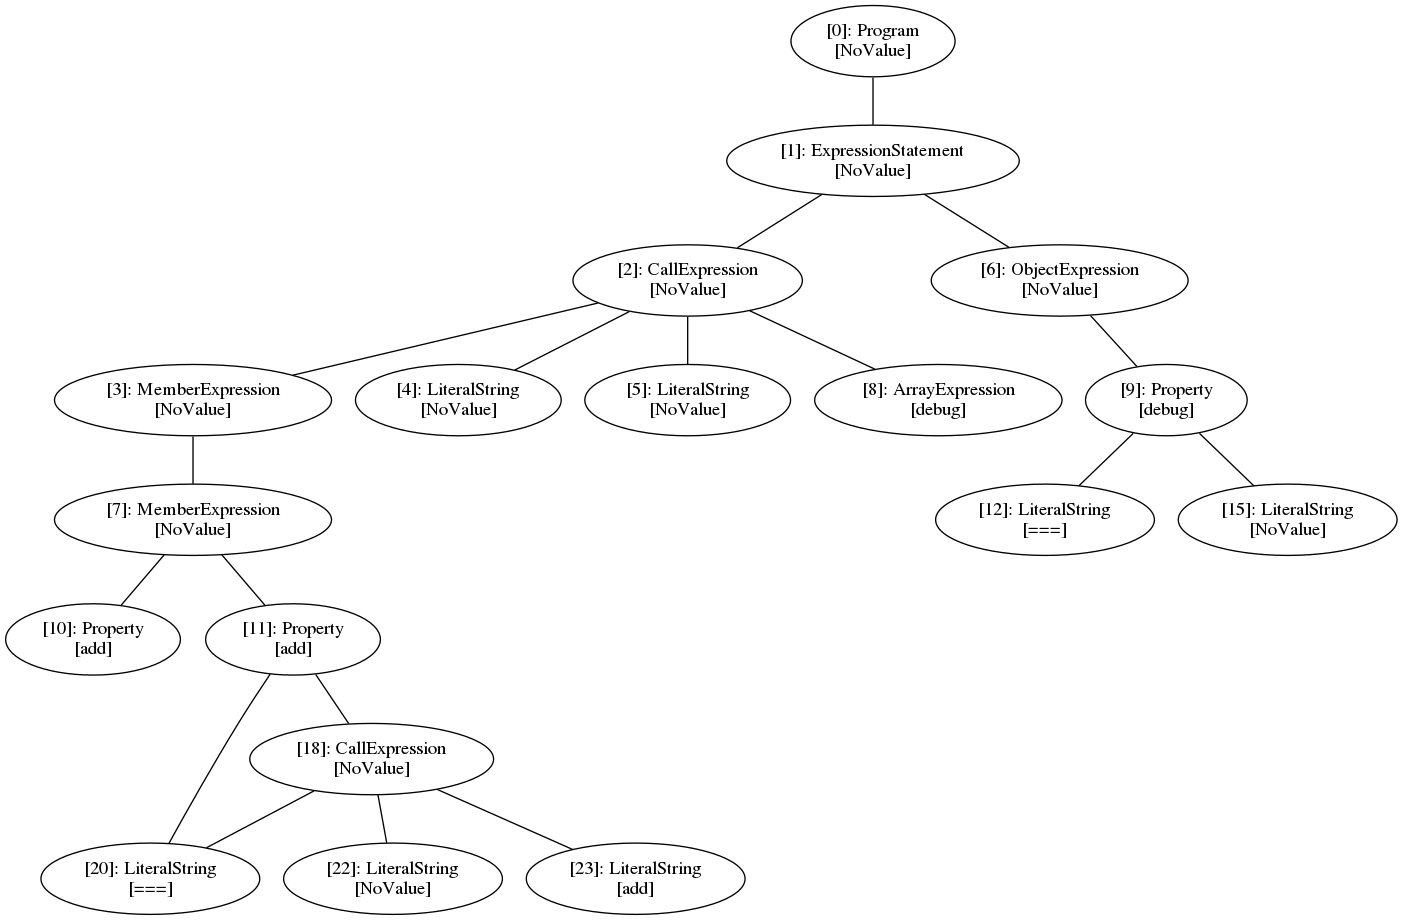 [0]: Program
[NoValue]
[1]: ExpressionStatement
[NoValue]
[2]: CallExpression
[NoValue]
[6]: ObjectExpression
[NoValue]
[3]: MemberExpression
[NoValue]
[4]: LiteralString
[NoValue]
[5]: LiteralString
[NoValue]
[8]: ArrayExpression
[debug]
[9]: Property
[debug]
[7]: MemberExpression
[NoValue]
[12]: LiteralString
[===]
[15]: LiteralString
[NoValue]
[10]: Property
[add]
[11]: Property
[add]
[18]: CallExpression
[NoValue]
[20]: LiteralString
[===]
[22]: LiteralString
[NoValue]
[23]: LiteralString
[add]